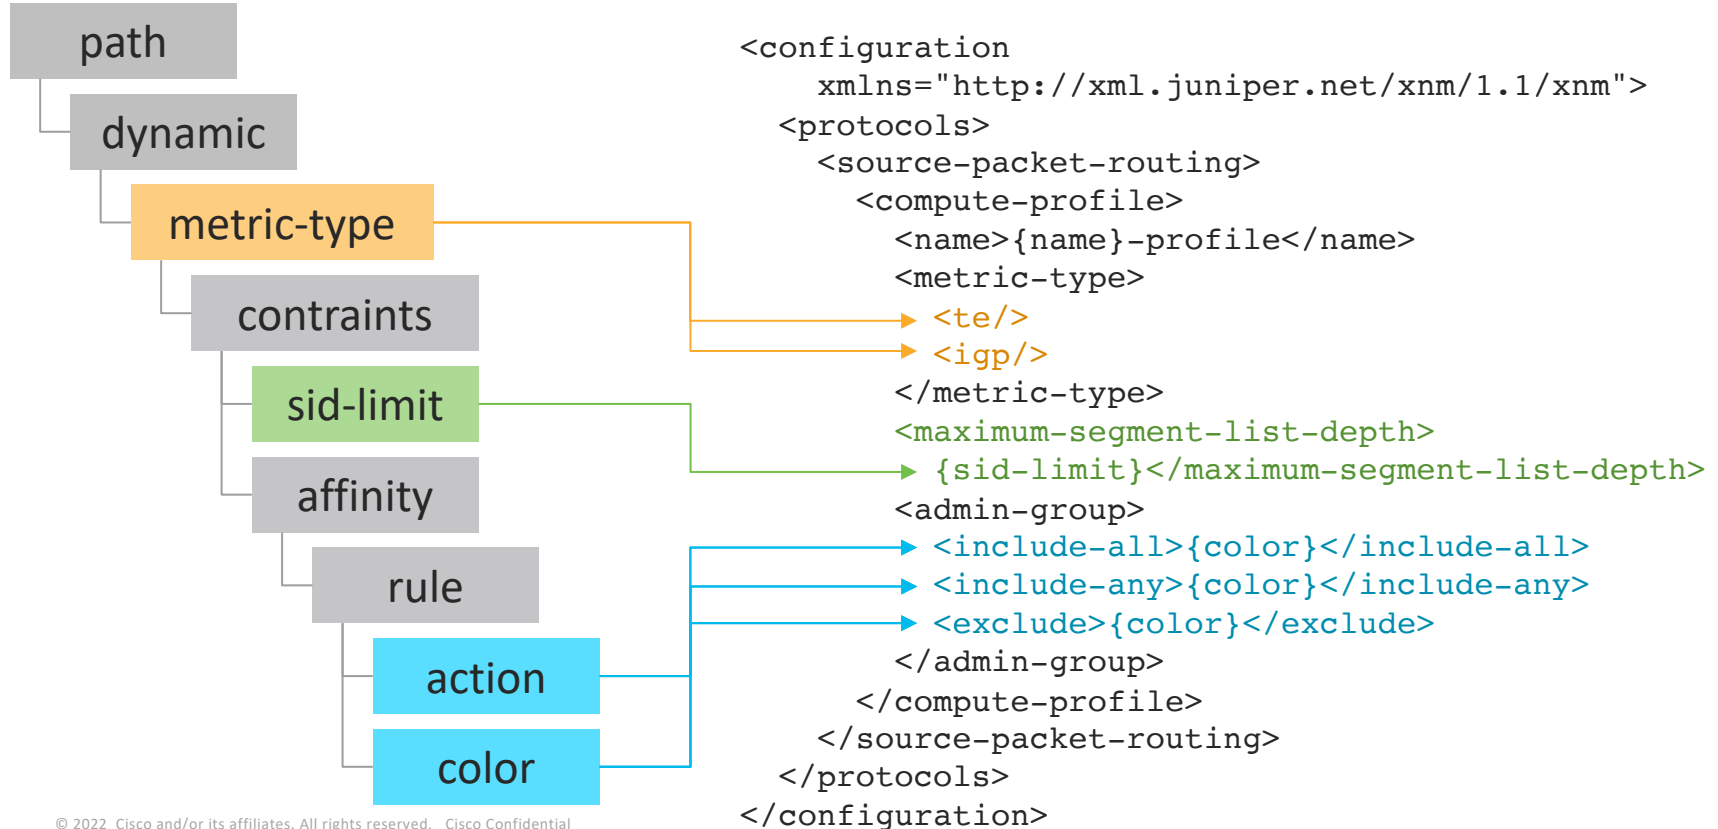 path
dynamic
metric-type
contraints
sid-limit
affinity
rule
action
color
<configuration
xmlns="http://xml.juniper.net/xnm/1.1/xnm">
<protocols>
<source-packet-routing>
<compute-profile>
<name>{name}-profile</name>
<metric-type>
<te/>
<igp/>
</metric-type>
<maximum-segment-list-depth>
{sid-limit}</maximum-segment-list-depth>
<admin-group>
<include-all>{color}</include-all>
<include-any>{color}</include-any>
<exclude>{color}</exclude>
</admin-group>
</compute-profile>
</source-packet-routing>
</protocols>
</configuration>
© 2022 Cisco and/or its affiliates. All rights reserved. Cisco Confidential